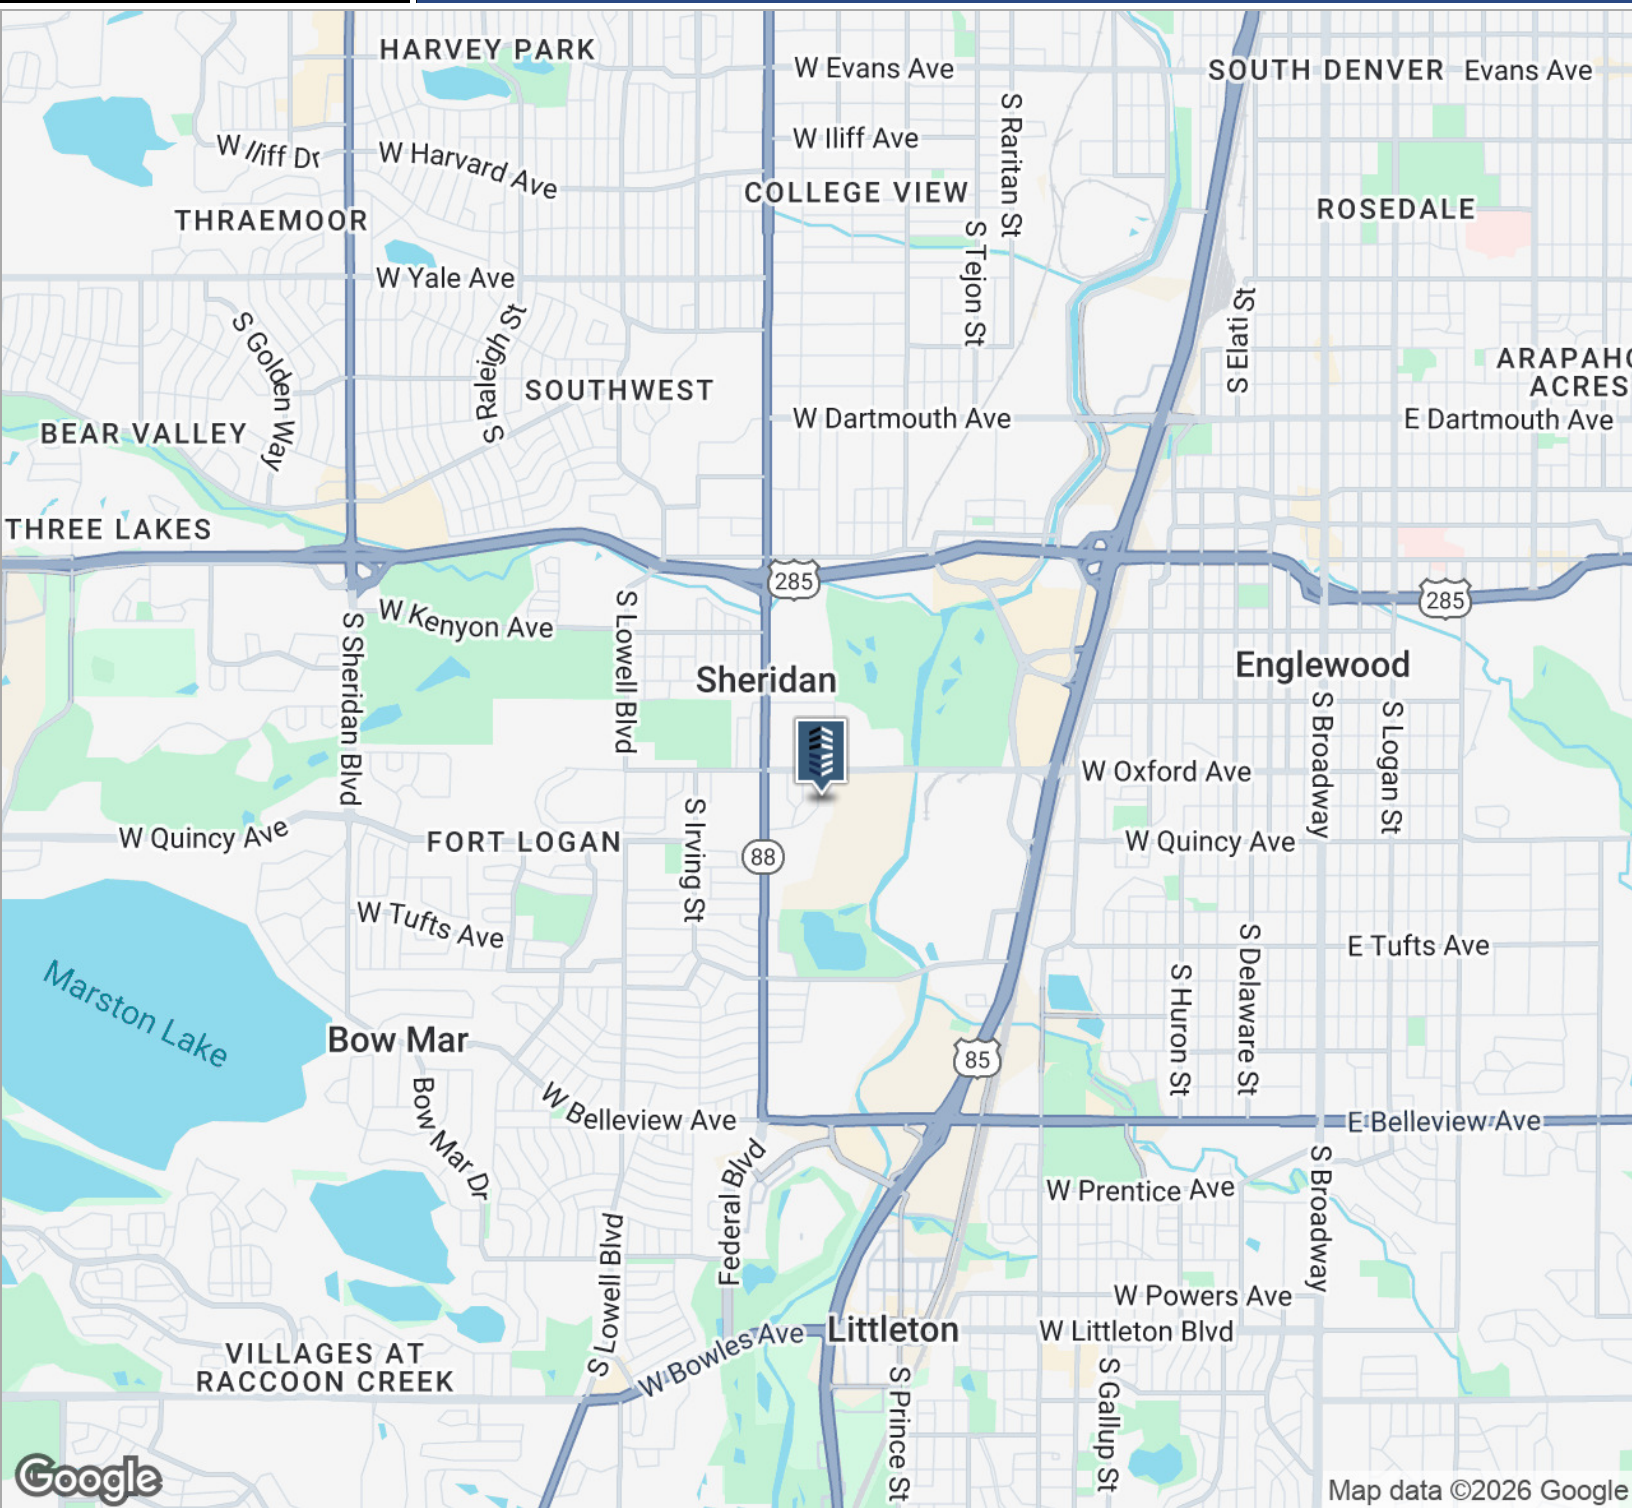 HARVEY PARK
W Evans Ave
SOUTH DENVER
Evans Ave
S Raritan St
W Iliff Ave
W Iliff Dr
W Harvard Ave
COLLEGE VIEW
THRAEMOOR
ROSEDALE
S Tejon St
W Yale Ave
S Golden Way
S Raleigh St
S Elati St
SOUTHWEST
ARAPAHO
ACRES
W Dartmouth Ave
E Dartmouth Ave
BEAR VALLEY
THREE LAKES
285
285
W Kenyon Ave
S Sheridan Blvd
S Lowell Blvd
Sheridan
Englewood
S Broadway
S Logan St
W Oxford Ave
S Irving St
W Quincy Ave
FORT LOGAN
88
W Quincy Ave
W Tufts Ave
E Tufts Ave
S Delaware St
S Huron St
Marston Lake
Bow Mar
85
Bow Mar Dr
W Belleview Ave
E Belleview Ave
Federal Blvd
S Broadway
W Prentice Ave
S Lowell Blvd
W Powers Ave
Littleton
W Littleton Blvd
W Bowles Ave
VILLAGES AT
RACCOON CREEK
S Prince St
S Gallup St
Google
Map data ©2026 Google